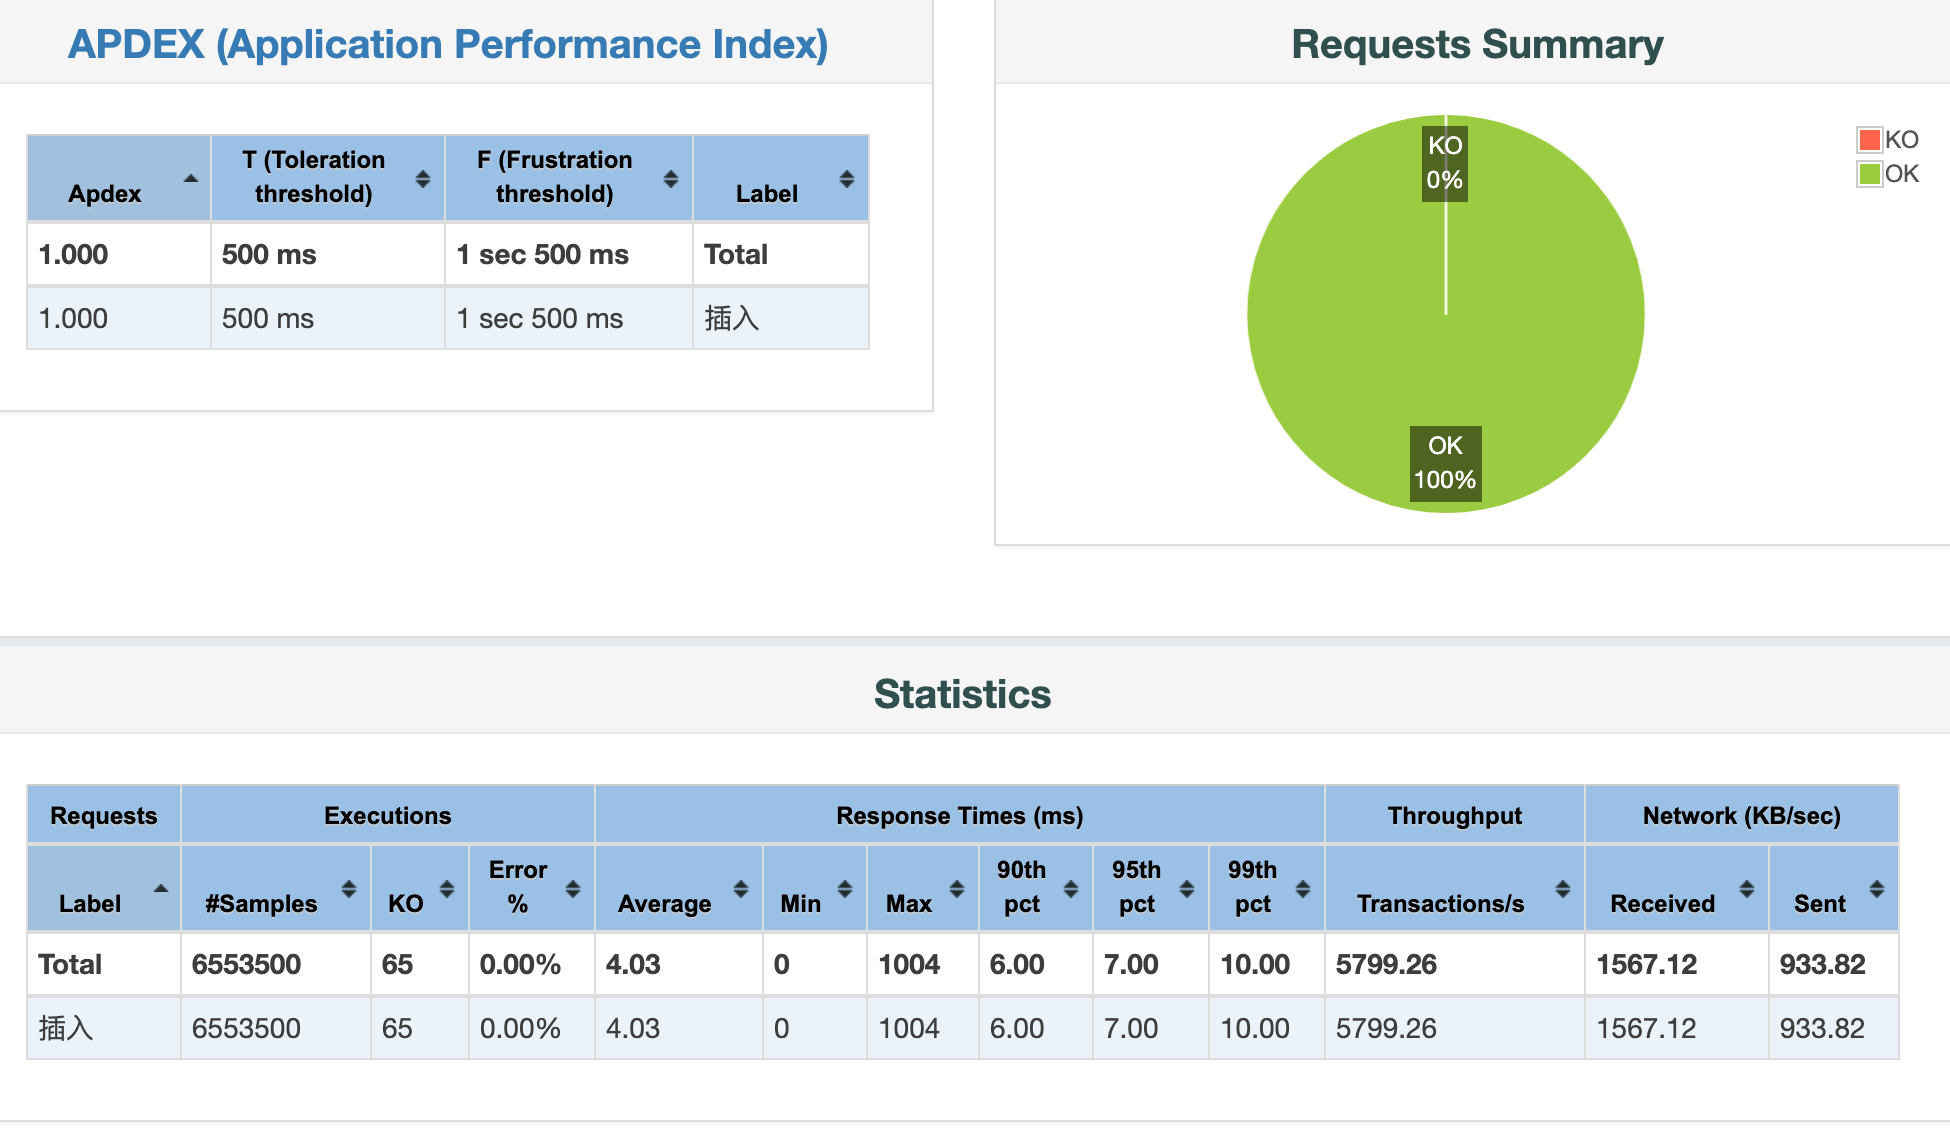 APDEX (Application Performance Index)
Apdex T (Toleration threshold) F (Frustration threshold) Label
1.000 500 ms 1 sec 500 ms Total
1.000 500 ms 1 sec 500 ms 插入
Requests Summary
KO
0%
OK
100%
KO
OK
Statistics
Requests Executions Response Times (ms) Throughput Network (KB/sec)
Label #Samples KO Error % Average Min Max 90th pct 95th pct 99th pct Transactions/s Received Sent
Total 6553500 65 0.00% 4.03 0 1004 6.00 7.00 10.00 5799.26 1567.12 933.82
插入 6553500 65 0.00% 4.03 0 1004 6.00 7.00 10.00 5799.26 1567.12 933.82